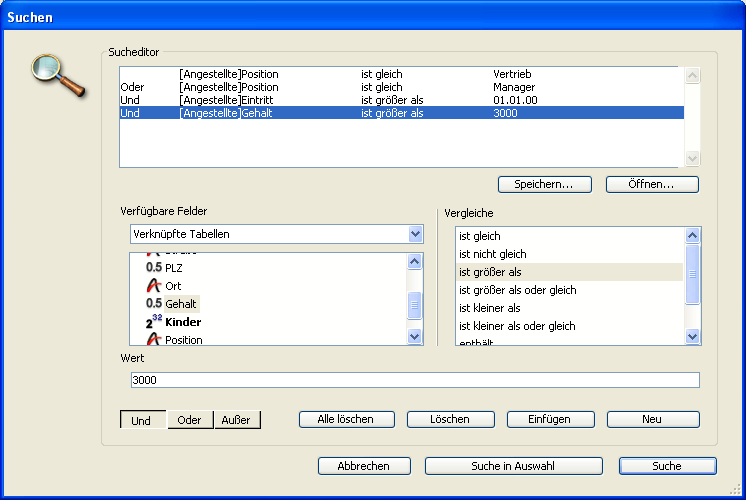 Suchen
Sucheditor
[Angestellte]Position ist gleich Vertrieb
Oder [Angestellte]Position ist gleich Manager
Und [Angestellte]Eintritt ist größer als 01.01.00
Und [Angestellte]Gehalt ist größer als 3000
Speichern... Öffnen...
Verfügbare Felder
Verknüpfte Tabellen
0.5 PLZ
Ort
0.5 Gehalt
2 32 Kinder
Position
Vergleiche
ist gleich
ist nicht gleich
ist größer als
ist größer als oder gleich
ist kleiner als
ist kleiner als oder gleich
enthält
Wert
3000
Und Oder Außer Alle löschen Löschen Einfügen Neu
Abbrechen Suche in Auswahl Suche